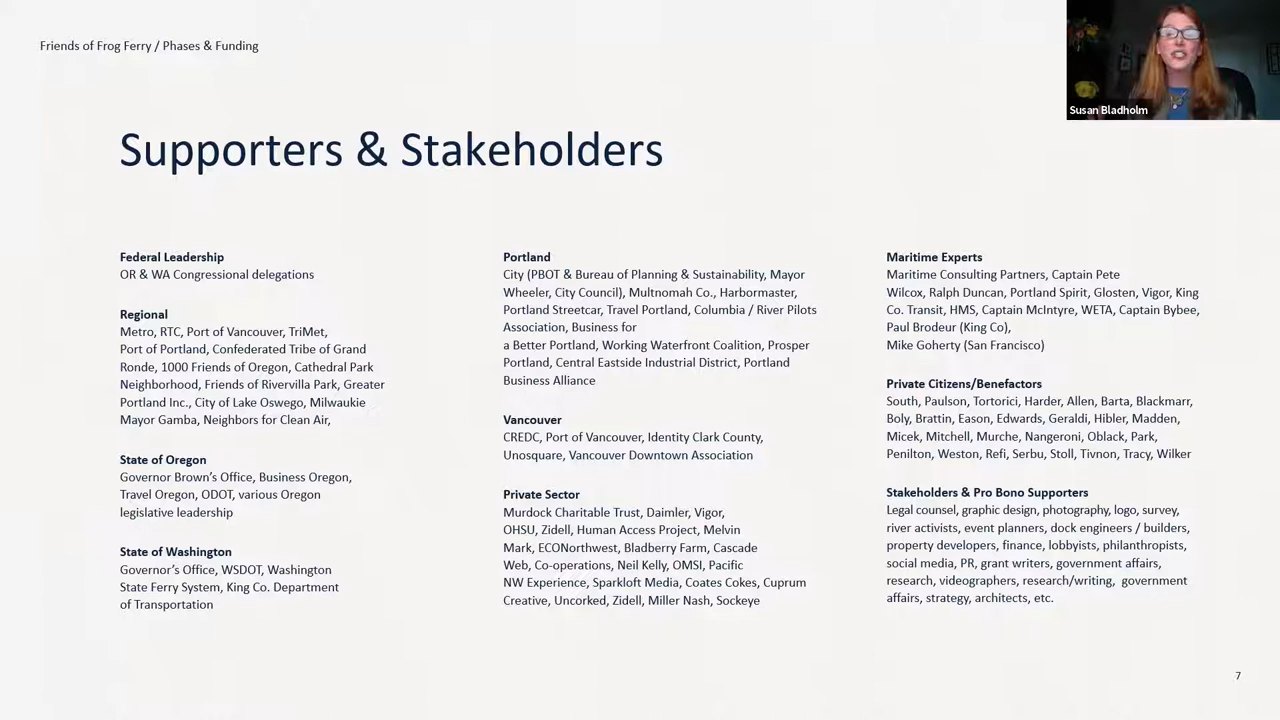 Friends of Frog Ferry / Phases & Funding
Susan Bladholm
Supporters & Stakeholders
Federal Leadership
OR & WA Congressional delegations
Regional
Metro, RTC, Port of Vancouver, TriMet,
Port of Portland, Confederated Tribe of Grand
Ronde, 1000 Friends of Oregon, Cathedral Park
Neighborhood, Friends of Rivervilla Park, Greater
Portland Inc., City of Lake Oswego, Milwaukie
Mayor Gamba, Neighbors for Clean Air,
State of Oregon
Governor Brown's Office, Business Oregon,
Travel Oregon, ODOT, various Oregon
legislative leadership
State of Washington
Governor's Office, WSDOT, Washington
State Ferry System, King Co. Department
of Transportation
Portland
City (PBOT & Bureau of Planning & Sustainability, Mayor
Wheeler, City Council), Multnomah Co., Harbormaster,
Portland Streetcar, Travel Portland, Columbia / River Pilots
Association, Business for
a Better Portland, Working Waterfront Coalition, Prosper
Portland, Central Eastside Industrial District, Portland
Business Alliance
Vancouver
CREDC, Port of Vancouver, Identity Clark County,
Unosquare, Vancouver Downtown Association
Private Sector
Murdock Charitable Trust, Daimler, Vigor,
OHSU, Zidell, Human Access Project, Melvin
Mark, ECONorthwest, Bladberry Farm, Cascade
Web, Co-operations, Neil Kelly, OMSI, Pacific
NW Experience, Sparkloft Media, Coates Cokes, Cuprum
Creative, Uncorked, Zidell, Miller Nash, Sockeye
Maritime Experts
Maritime Consulting Partners, Captain Pete
Wilcox, Ralph Duncan, Portland Spirit, Glosten, Vigor, King
Co. Transit, HMS, Captain McIntyre, WETA, Captain Bybee,
Paul Brodeur (King Co),
Mike Goherty (San Francisco)
Private Citizens/Benefactors
South, Paulson, Tortorici, Harder, Allen, Barta, Blackmarr,
Boly, Brattin, Eason, Edwards, Geraldi, Hibler, Madden,
Micek, Mitchell, Murche, Nangeroni, Oblack, Park,
Penilton, Weston, Refi, Serbu, Stoll, Tivnon, Tracy, Wilker
Stakeholders & Pro Bono Supporters
Legal counsel, graphic design, photography, logo, survey,
river activists, event planners, dock engineers / builders,
property developers, finance, lobbyists, philanthropists,
social media, PR, grant writers, government affairs,
research, videographers, research/writing, government
affairs, strategy, architects, etc.
7